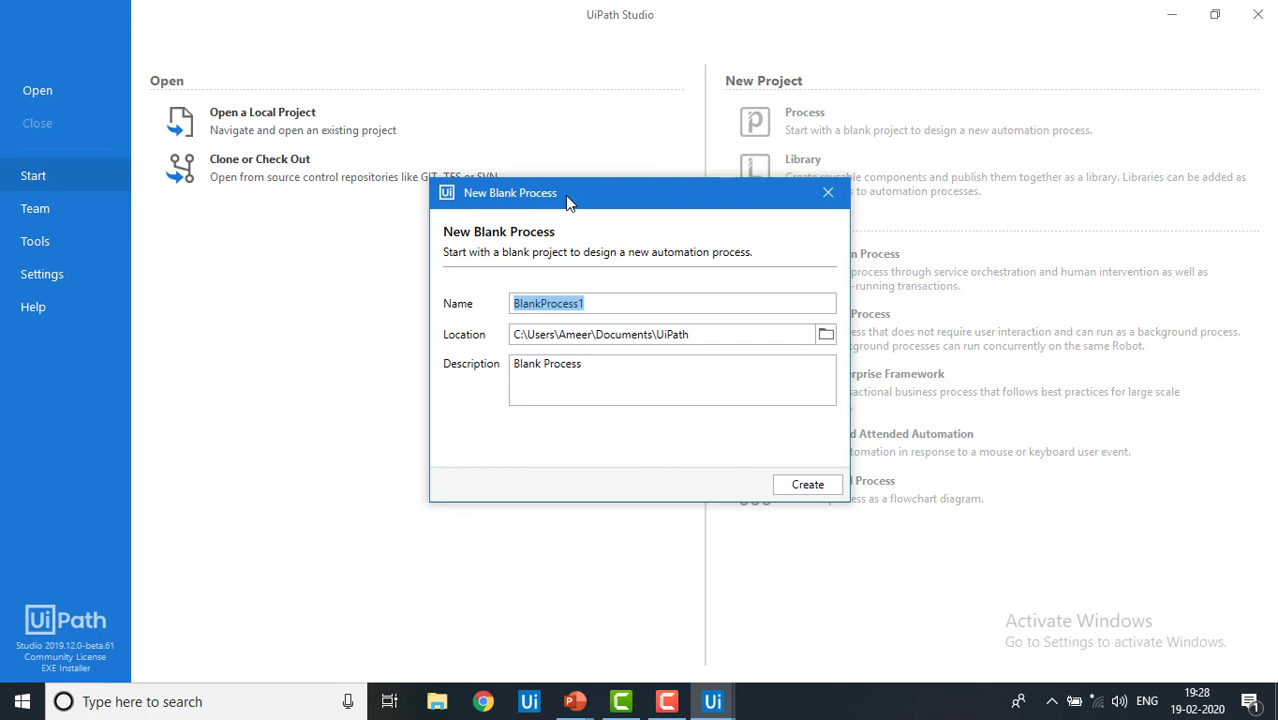 UiPath Studio
Open
Close
Start
Team
Tools
Settings
Help
UiPath
Studio 2019.12.0-beta.61
Community License
EXE Installer
Open
Open a Local Project
Navigate and open an existing project
Clone or Check Out
Open from source control repositories like GIT, TFS or SVN.
New Project
Process
Start with a blank project to design a new automation process.
Library
Create reusable components and publish them together as a library. Libraries can be added as
to automation processes.
Process
process through service orchestration and human intervention as well as
-running transactions.
Process
that does not require user interaction and can run as a background process.
processes can run concurrently on the same Robot.
Framework
business process that follows best practices for large scale
Attended Automation
in response to a mouse or keyboard user event.
Process
as a flowchart diagram.
Ui New Blank Process
New Blank Process
Start with a blank project to design a new automation process.
Name BlankProcess1
Location C:\Users\Ameer\Documents\UiPath
Description Blank Process
Create
Activate Windows
Go to Settings to activate Windows.
Type here to search
Ui
Ui
ENG
19:28
19-02-2020
1